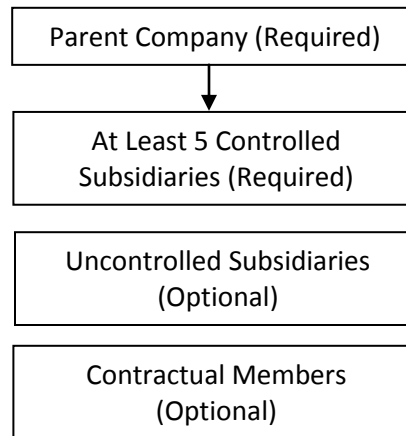 Parent Company (Required)
At Least 5 Controlled
Subsidiaries (Required)
Uncontrolled Subsidiaries
(Optional)
Contractual Members
(Optional)